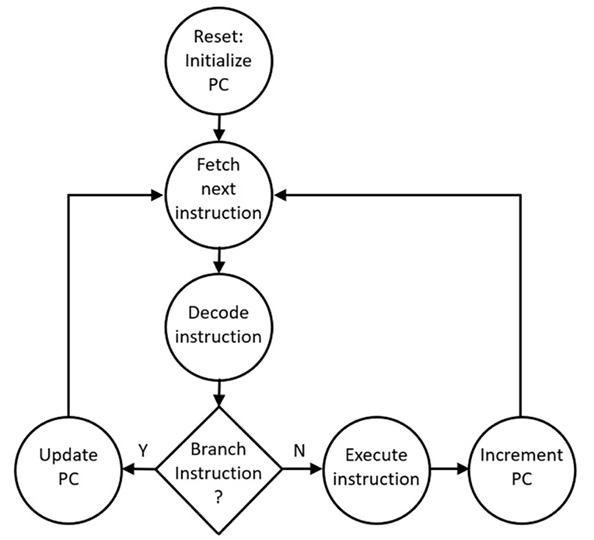 Reset:
Initialize
PC
Fetch
next
instruction
Decode
instruction
Update
PC
Y
Branch
Instruction
?
N
Execute
instruction
Increment
PC